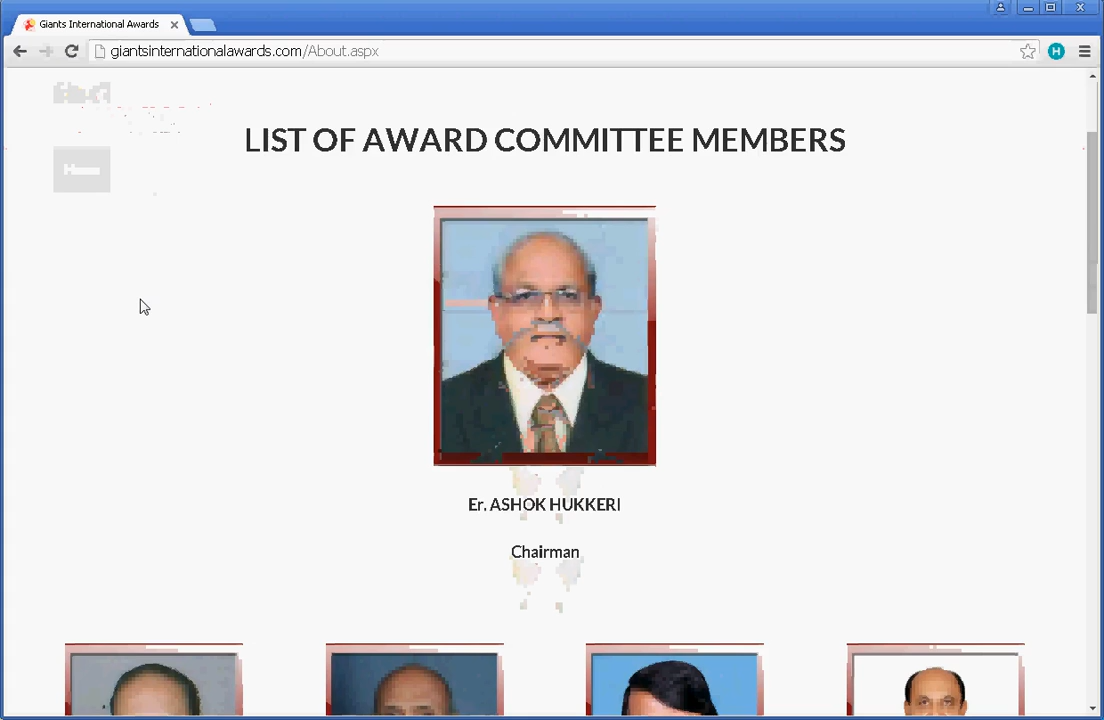 Giants International Awards
giantsinternationalawards.com/About.aspx
H
LIST OF AWARD COMMITTEE MEMBERS
Er. ASHOK HUKKERI
Chairman